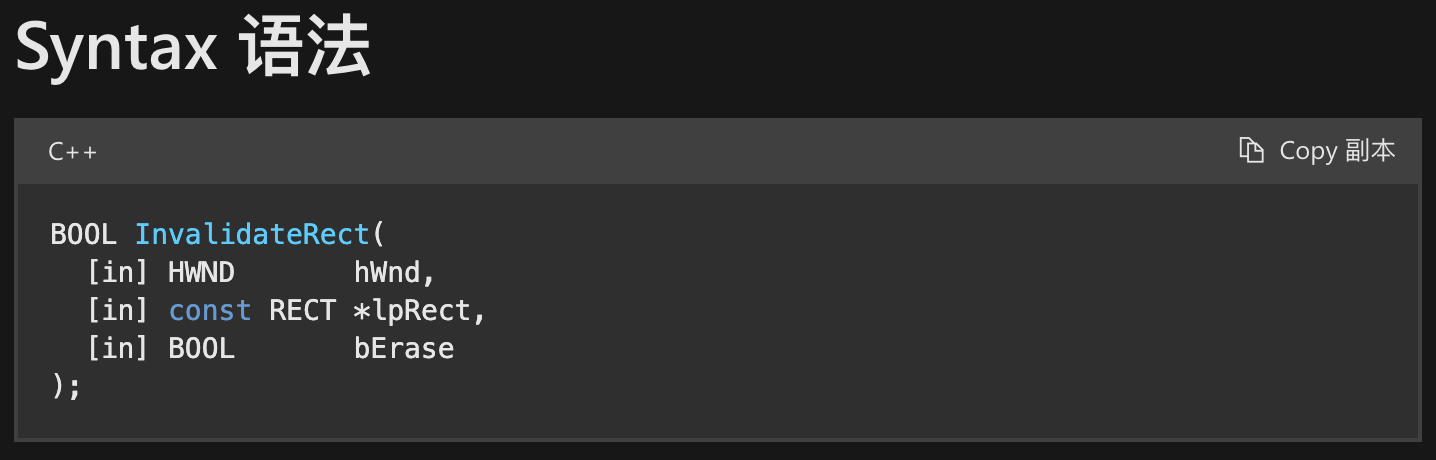 Syntax 语法
C++
Copy 副本
BOOL InvalidateRect(
  [in] HWND       hWnd,
  [in] const RECT *lpRect,
  [in] BOOL       bErase
);